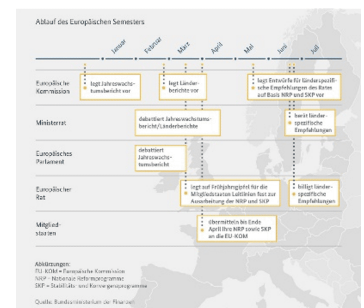 Ablauf des Europäischen Semesters
Januar
Februar
März
April
Mai
Juni
Juli
Europäische
Kommission
legt Jahreswachs-
tumsbericht vor
legt Länder-
berichte vor
legt Entwürfe für länderspezifi-
sche Empfehlungen des Rates
auf Basis NRP und SKP vor
Ministerrat
debattiert Jahreswachstums-
bericht/Länderberichte
berät länder-
spezifische
Empfehlungen
Europäisches
Parlament
debattiert
Jahreswachs-
tumsbericht
Europäischer
Rat
legt auf Frühjahrsgipfel für die
Mitgliedstaaten Leitlinien fest zur
Ausarbeitung der NRP und SKP
billigt länder-
spezifische
Empfehlungen
Mitglied-
staaten
übermitteln bis Ende
April ihre NRP sowie SKP
an die EU-KOM
Abkürzungen:
EU-KOM = Europäische Kommission
NRP = Nationale Reformprogramme
SKP = Stabilitäts- und Konvergenzprogramme
Quelle: Bundesministerium der Finanzen